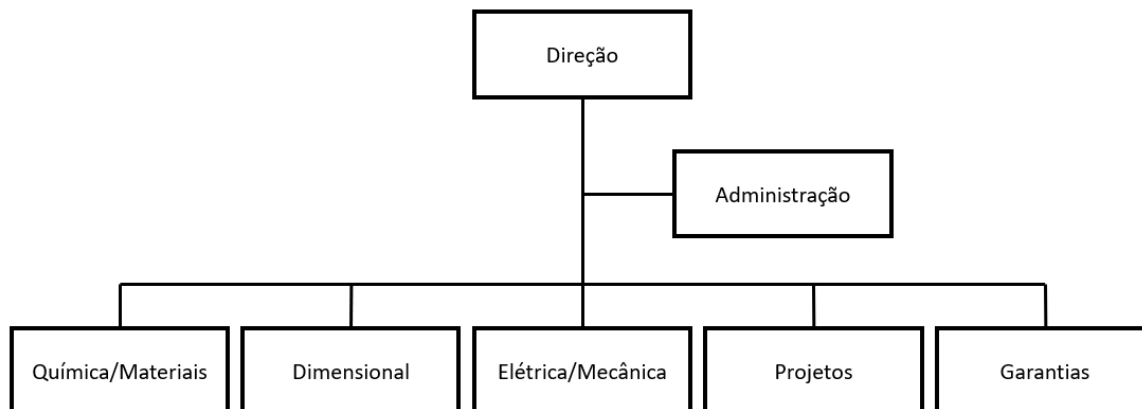 Direção
Administração
Química/Materiais
Dimensional
Elétrica/Mecânica
Projetos
Garantias